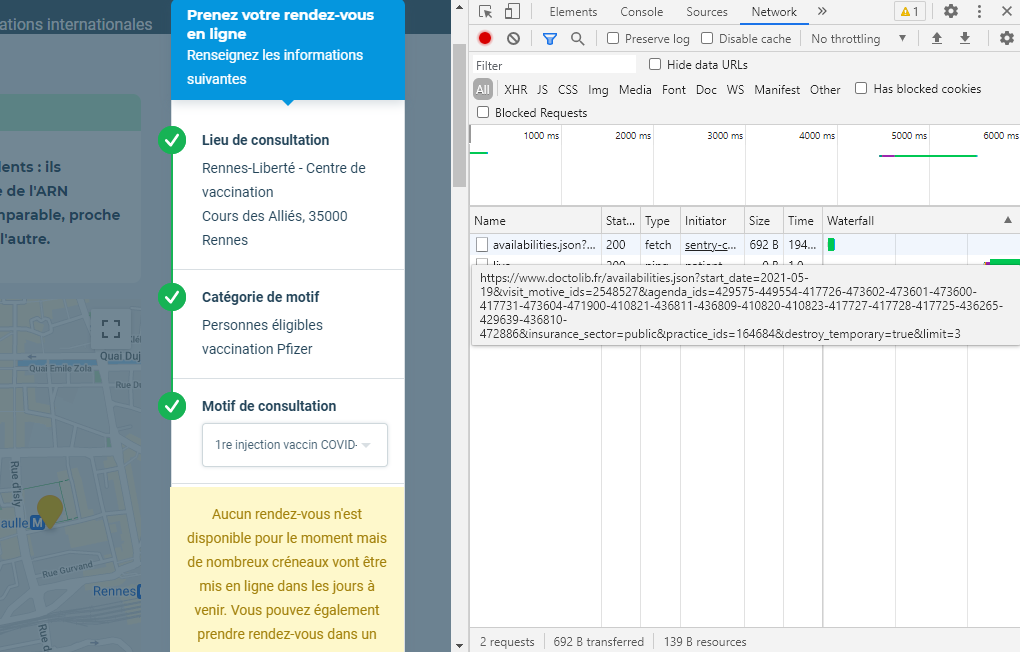 ations internationales
ents : ils
e de l'ARN
nparable, proche
l'autre.
Quai Duj
Quai Emile Zola
Rue Du
Rue d'Isly
aulle M
Rue Gurvand
Rennes
Rue d
Prenez votre rendez-vous
en ligne
Renseignez les informations
suivantes
Lieu de consultation
Rennes-Liberté - Centre de
vaccination
Cours des Alliés, 35000
Rennes
Catégorie de motif
Personnes éligibles
vaccination Pfizer
Motif de consultation
1re injection vaccin COVID-
Aucun rendez-vous n'est
disponible pour le moment mais
de nombreux créneaux vont être
mis en ligne dans les jours à
venir. Vous pouvez également
prendre rendez-vous dans un
Elements Console Sources Network » 1
Preserve log Disable cache No throttling
Filter Hide data URLs
All XHR JS CSS Img Media Font Doc WS Manifest Other Has blocked cookies
Blocked Requests
1000 ms 2000 ms 3000 ms 4000 ms 5000 ms 6000 ms
Name Stat... Type Initiator Size Time Waterfall
availabilities.json?... 200 fetch sentry-c... 692 B 194...
https://www.doctolib.fr/availabilities.json?start_date=2021-05-
19&visit_motive_ids=2548527&agenda_ids=429575-449554-417726-473602-473601-473600-
417731-473604-471900-410821-436811-436809-410820-410823-417727-417728-417725-436265-
429639-436810-
472886&insurance_sector=public&practice_ids=164684&destroy_temporary=true&limit=3
2 requests 692 B transferred 139 B resources